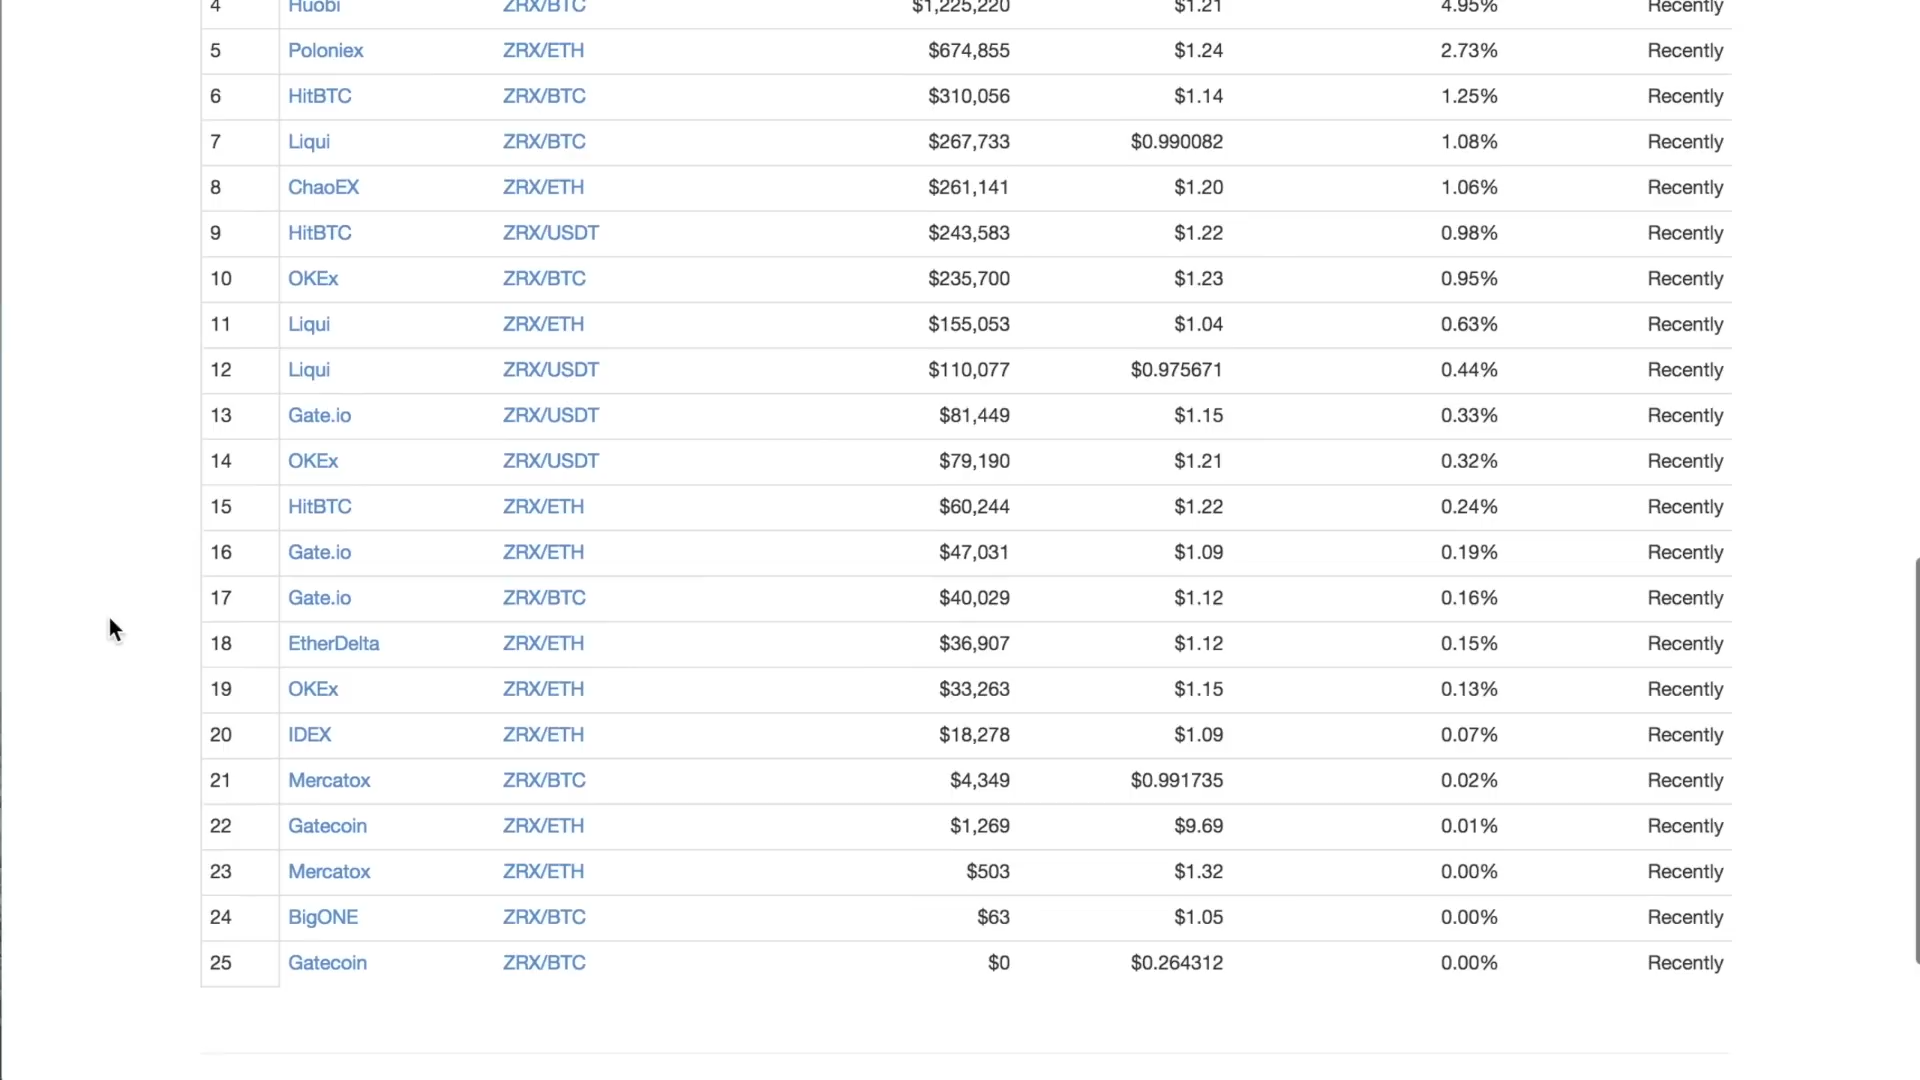 4 Huobi ZRX/BTC $1,225,220 $1.21 4.95% Recently
5 Poloniex ZRX/ETH $674,855 $1.24 2.73% Recently
6 HitBTC ZRX/BTC $310,056 $1.14 1.25% Recently
7 Liqui ZRX/BTC $267,733 $0.990082 1.08% Recently
8 ChaoEX ZRX/ETH $261,141 $1.20 1.06% Recently
9 HitBTC ZRX/USDT $243,583 $1.22 0.98% Recently
10 OKEx ZRX/BTC $235,700 $1.23 0.95% Recently
11 Liqui ZRX/ETH $155,053 $1.04 0.63% Recently
12 Liqui ZRX/USDT $110,077 $0.975671 0.44% Recently
13 Gate.io ZRX/USDT $81,449 $1.15 0.33% Recently
14 OKEx ZRX/USDT $79,190 $1.21 0.32% Recently
15 HitBTC ZRX/ETH $60,244 $1.22 0.24% Recently
16 Gate.io ZRX/ETH $47,031 $1.09 0.19% Recently
17 Gate.io ZRX/BTC $40,029 $1.12 0.16% Recently
18 EtherDelta ZRX/ETH $36,907 $1.12 0.15% Recently
19 OKEx ZRX/ETH $33,263 $1.15 0.13% Recently
20 IDEX ZRX/ETH $18,278 $1.09 0.07% Recently
21 Mercatox ZRX/BTC $4,349 $0.991735 0.02% Recently
22 Gatecoin ZRX/ETH $1,269 $9.69 0.01% Recently
23 Mercatox ZRX/ETH $503 $1.32 0.00% Recently
24 BigONE ZRX/BTC $63 $1.05 0.00% Recently
25 Gatecoin ZRX/BTC $0 $0.264312 0.00% Recently